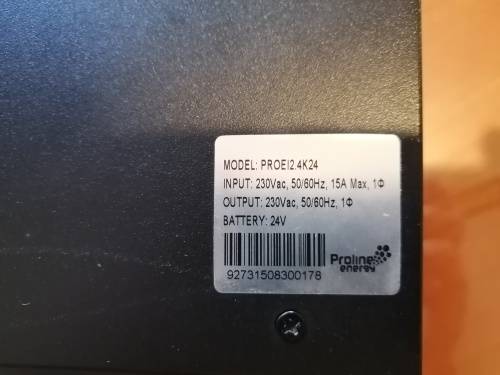 MODEL: PROEI2.4K24
INPUT: 230Vac, 50/60Hz, 15A Max, 1Φ
OUTPUT: 230Vac, 50/60Hz, 1Φ
BATTERY: 24V
92731508300178
Proline
energy